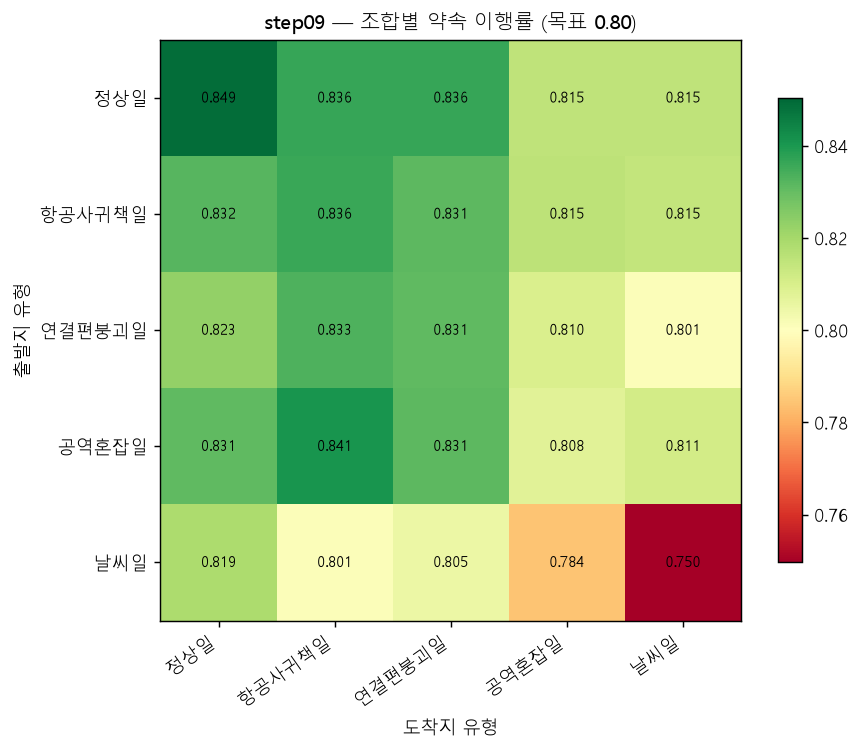 step09 — 조합별 약속 이행률 (목표 0.80)
출발지 유형
정상일 0.849 0.836 0.836 0.815 0.815
항공사귀책일 0.832 0.836 0.831 0.815 0.815
연결편붕괴일 0.823 0.833 0.831 0.810 0.801
공역혼잡일 0.831 0.841 0.831 0.808 0.811
날씨일 0.819 0.801 0.805 0.784 0.750
정상일 항공사귀책일 연결편붕괴일 공역혼잡일 날씨일
도착지 유형
0.84
0.82
0.80
0.78
0.76